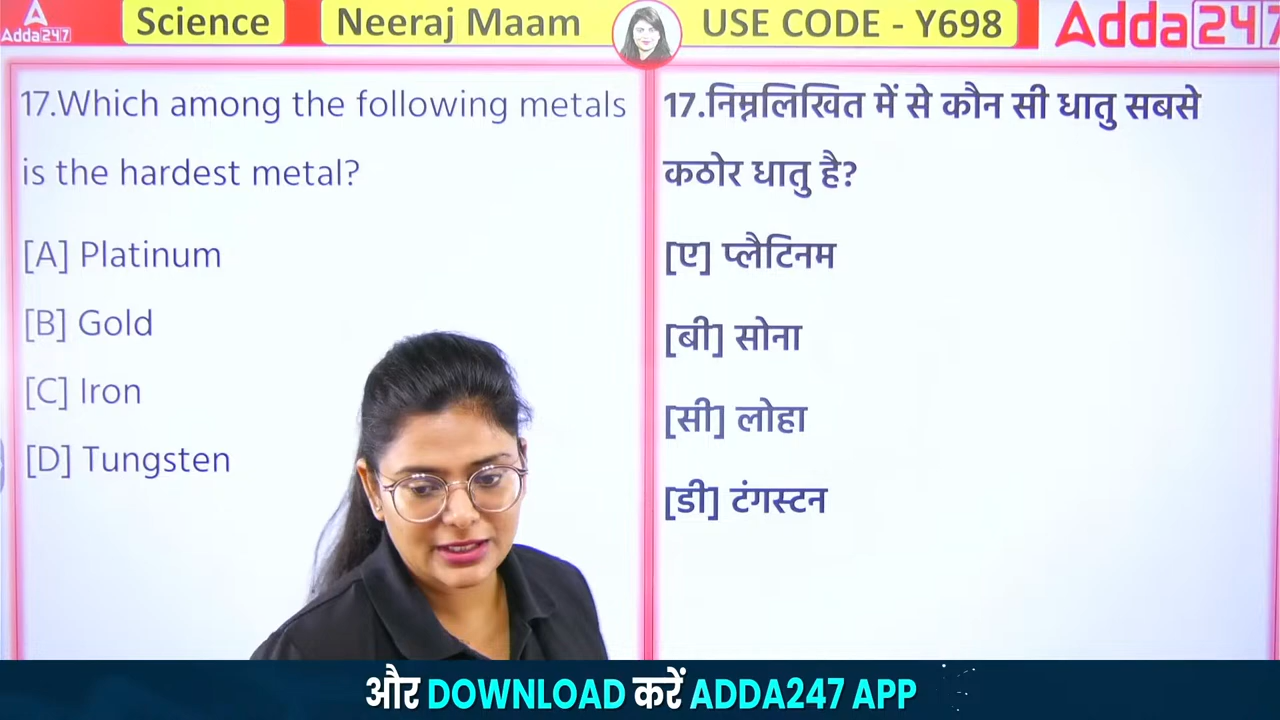 Adda247
Science
Neeraj Maam
USE CODE - Y698
Adda247
17.Which among the following metals
is the hardest metal?
[A] Platinum
[B] Gold
[C] Iron
[D] Tungsten
17.निम्नलिखित में से कौन सी धातु सबसे
कठोर धातु है?
[ए] प्लैटिनम
[बी] सोना
[सी] लोहा
[डी] टंगस्टन
और DOWNLOAD करें ADDA247 APP